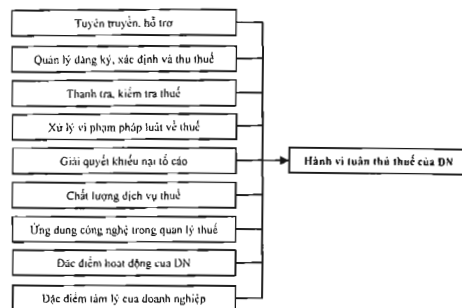 Tuyên truyền, hỗ trợ
Quản lý đăng ký, xác định và thu thuế
Thanh tra, kiểm tra thuế
Xử lý vi phạm pháp luật về thuế
Giải quyết khiếu nại tố cáo
Hành vi tuân thủ thuế của DN
Chất lượng dịch vụ thuế
Ứng dụng công nghệ trong quản lý thuế
Đặc điểm hoạt động của DN
Đặc điểm tâm lý của doanh nghiệp